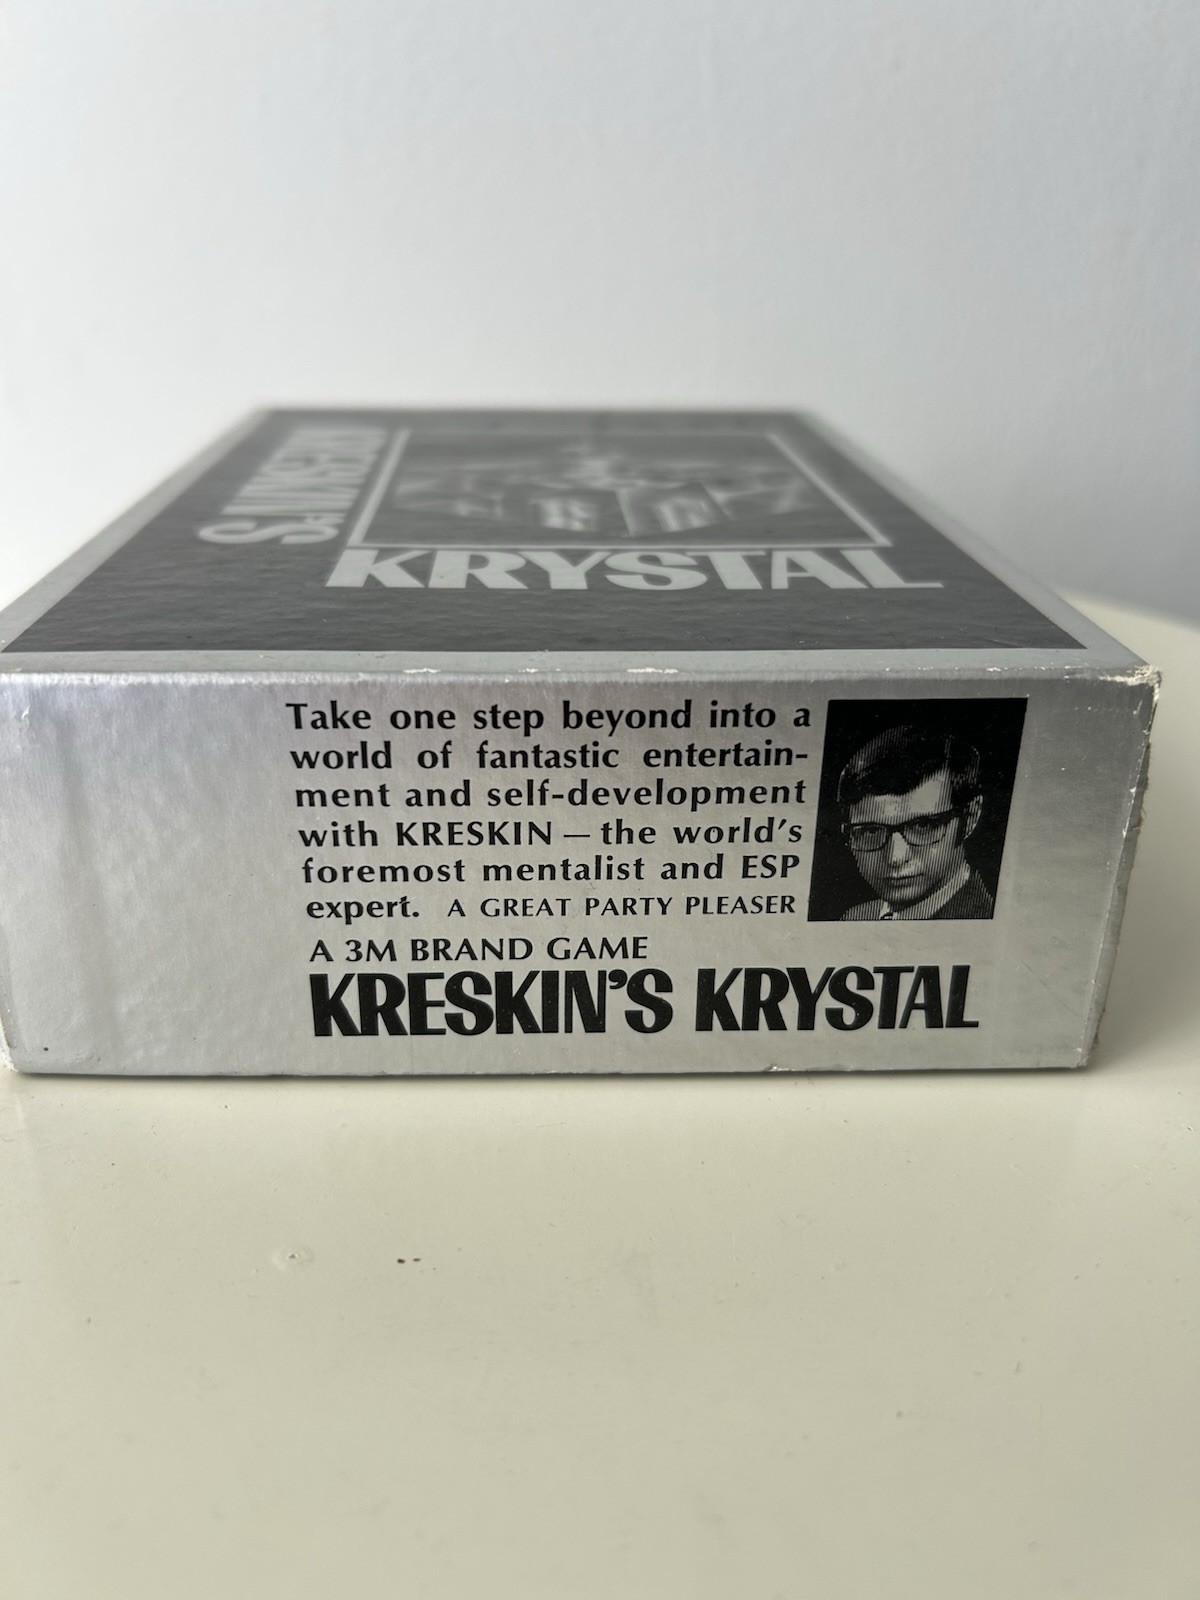 KRESKIN'S
KRYSTAL
Take one step beyond into a
world of fantastic entertain-
ment and self-development
with KRESKIN — the world's
foremost mentalist and ESP
expert. A GREAT PARTY PLEASER
A 3M BRAND GAME
KRESKIN'S KRYSTAL